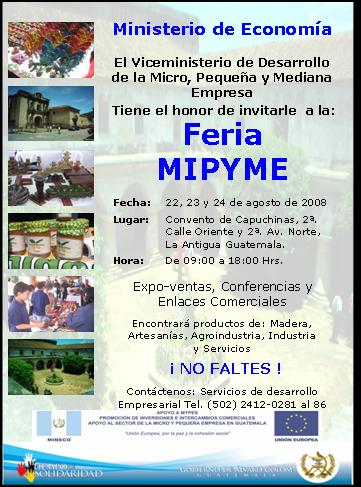 Ministerio de Economía
El Viceministerio de Desarrollo
de la Micro, Pequeña y Mediana
Empresa
Tiene el honor de invitarle a la:
Feria
MIPYME
Fecha: 22, 23 y 24 de agosto de 2008
Lugar: Convento de Capuchinas, 2ª.
Calle Oriente y 2ª. Av. Norte,
La Antigua Guatemala.
Hora: De 09:00 a 18:00 Hrs.
Expo-ventas, Conferencias y
Enlaces Comerciales
Encontrará productos de: Madera,
Artesanías, Agroindustria, Industria
y Servicios
¡ NO FALTES !
Contáctenos: Servicios de desarrollo
Empresarial Tel. (502) 2412-0281 al 86
APOYO A MYPES
PROMOCIÓN DE INVERSIONES E INTERCAMBIOS COMERCIALES
APOYO AL SECTOR DE LA MICRO Y PEQUEÑA EMPRESA EN GUATEMALA
"Unión Europea, por la paz y la cohesión social"
MINECO
UNIÓN EUROPEA
SOLIDARIDAD
GOBIERNO DE ÁLVARO COLOM
GUATEMALA